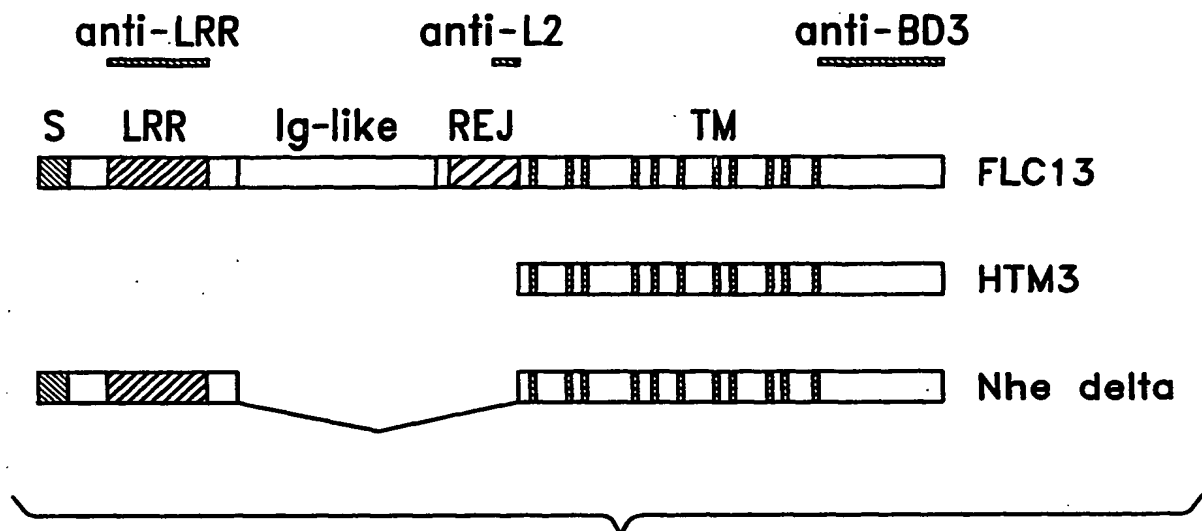 anti-LRR anti-L2 anti-BD3
S LRR Ig-like REJ TM
FLC13
HTM3
Nhe delta